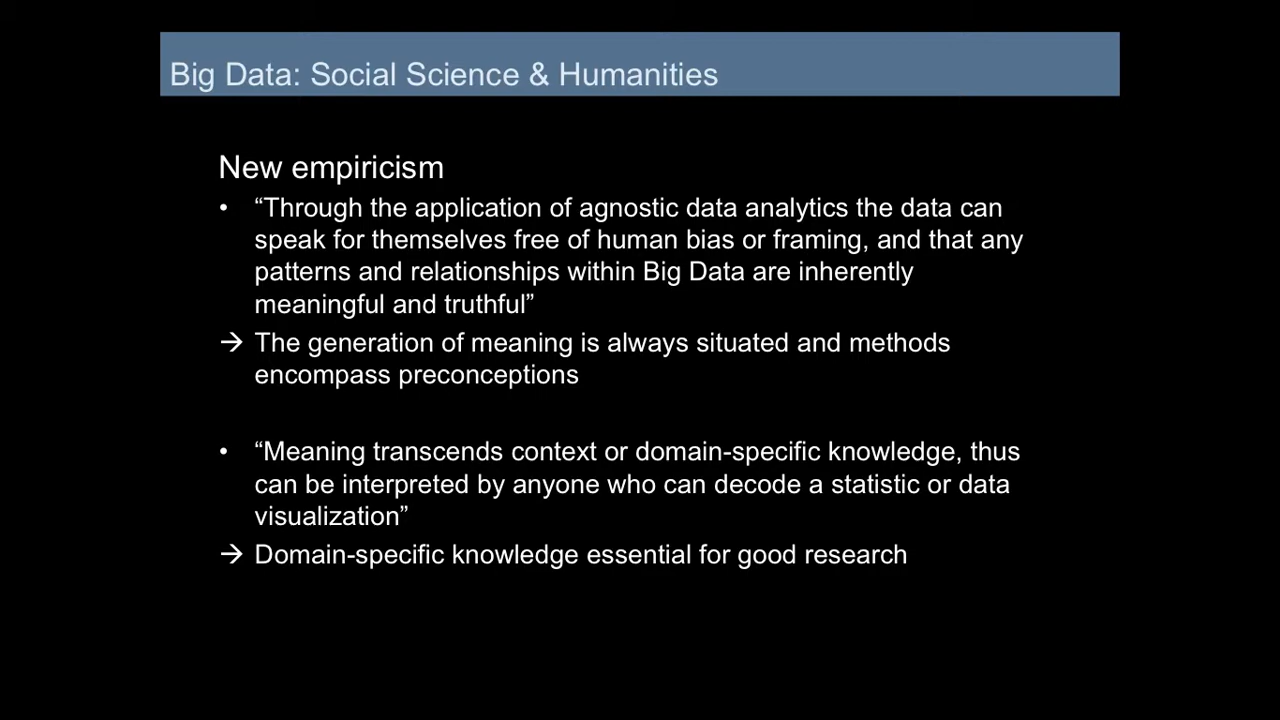 Big Data: Social Science & Humanities
New empiricism
• “Through the application of agnostic data analytics the data can
speak for themselves free of human bias or framing, and that any
patterns and relationships within Big Data are inherently
meaningful and truthful”
→ The generation of meaning is always situated and methods
encompass preconceptions
• “Meaning transcends context or domain-specific knowledge, thus
can be interpreted by anyone who can decode a statistic or data
visualization”
→ Domain-specific knowledge essential for good research